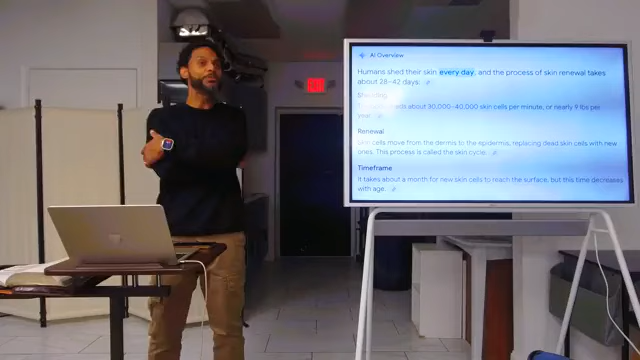 EXIT
AI Overview
Humans shed their skin every day, and the process of skin renewal takes
about 28–42 days:
Shedding
about 30,000–40,000 skin cells per minute, or nearly 9 lbs per
year.
Renewal
Skin cells move from the dermis to the epidermis, replacing dead skin cells with new
ones. This process is called the skin cycle.
Timeframe
It takes about a month for new skin cells to reach the surface, but this time decreases
with age.